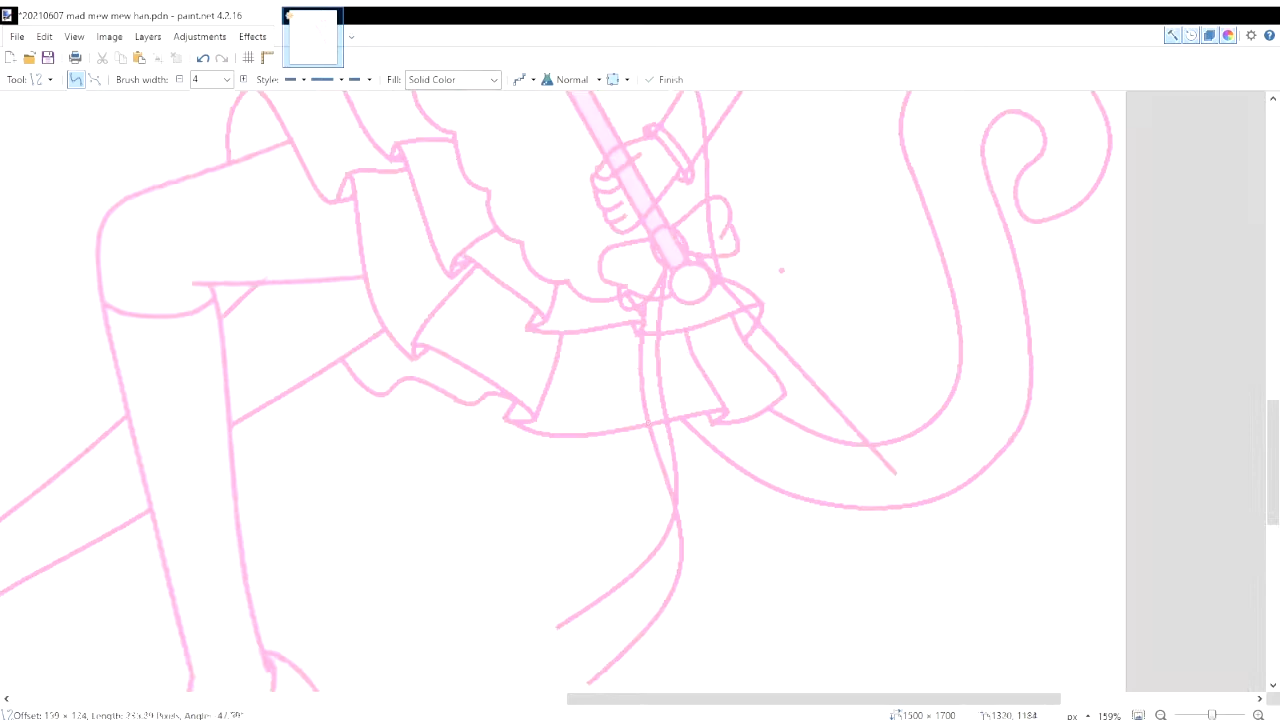 *20210607 mad mew mew han.pdn - paint.net 4.2.16
File Edit View Image Layers Adjustments Effects
Tool: Brush width: 4 Style: Fill: Solid Color Normal Finish
1500 × 1700 1320, 1184 px 159%